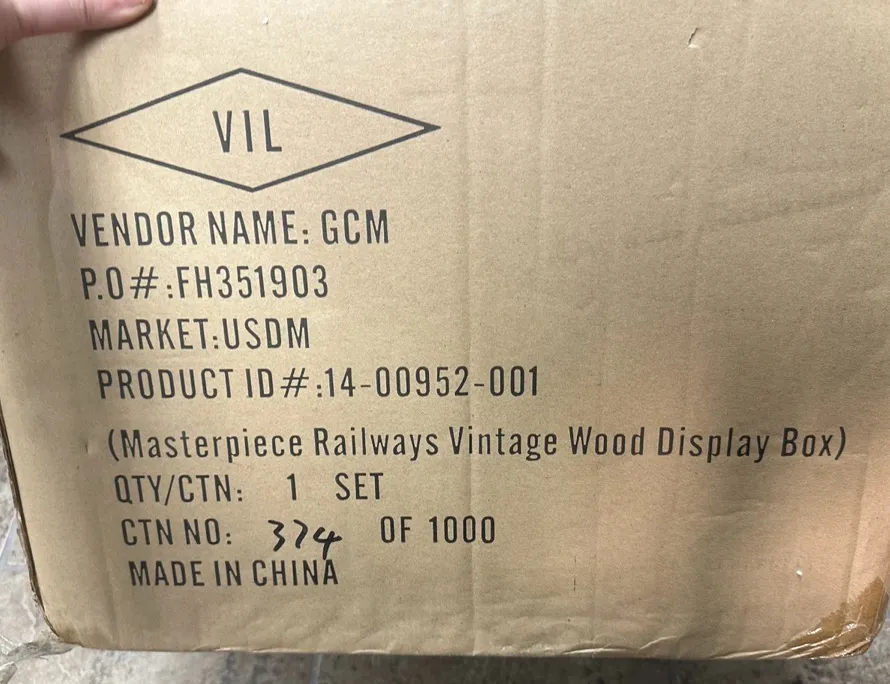 VIL
VENDOR NAME: GCM
P.O#:FH351903
MARKET:USDM
PRODUCT ID#:14-00952-001
(Masterpiece Railways Vintage Wood Display Box)
QTY/CTN: 1 SET
CTN NO: 374 OF 1000
MADE IN CHINA